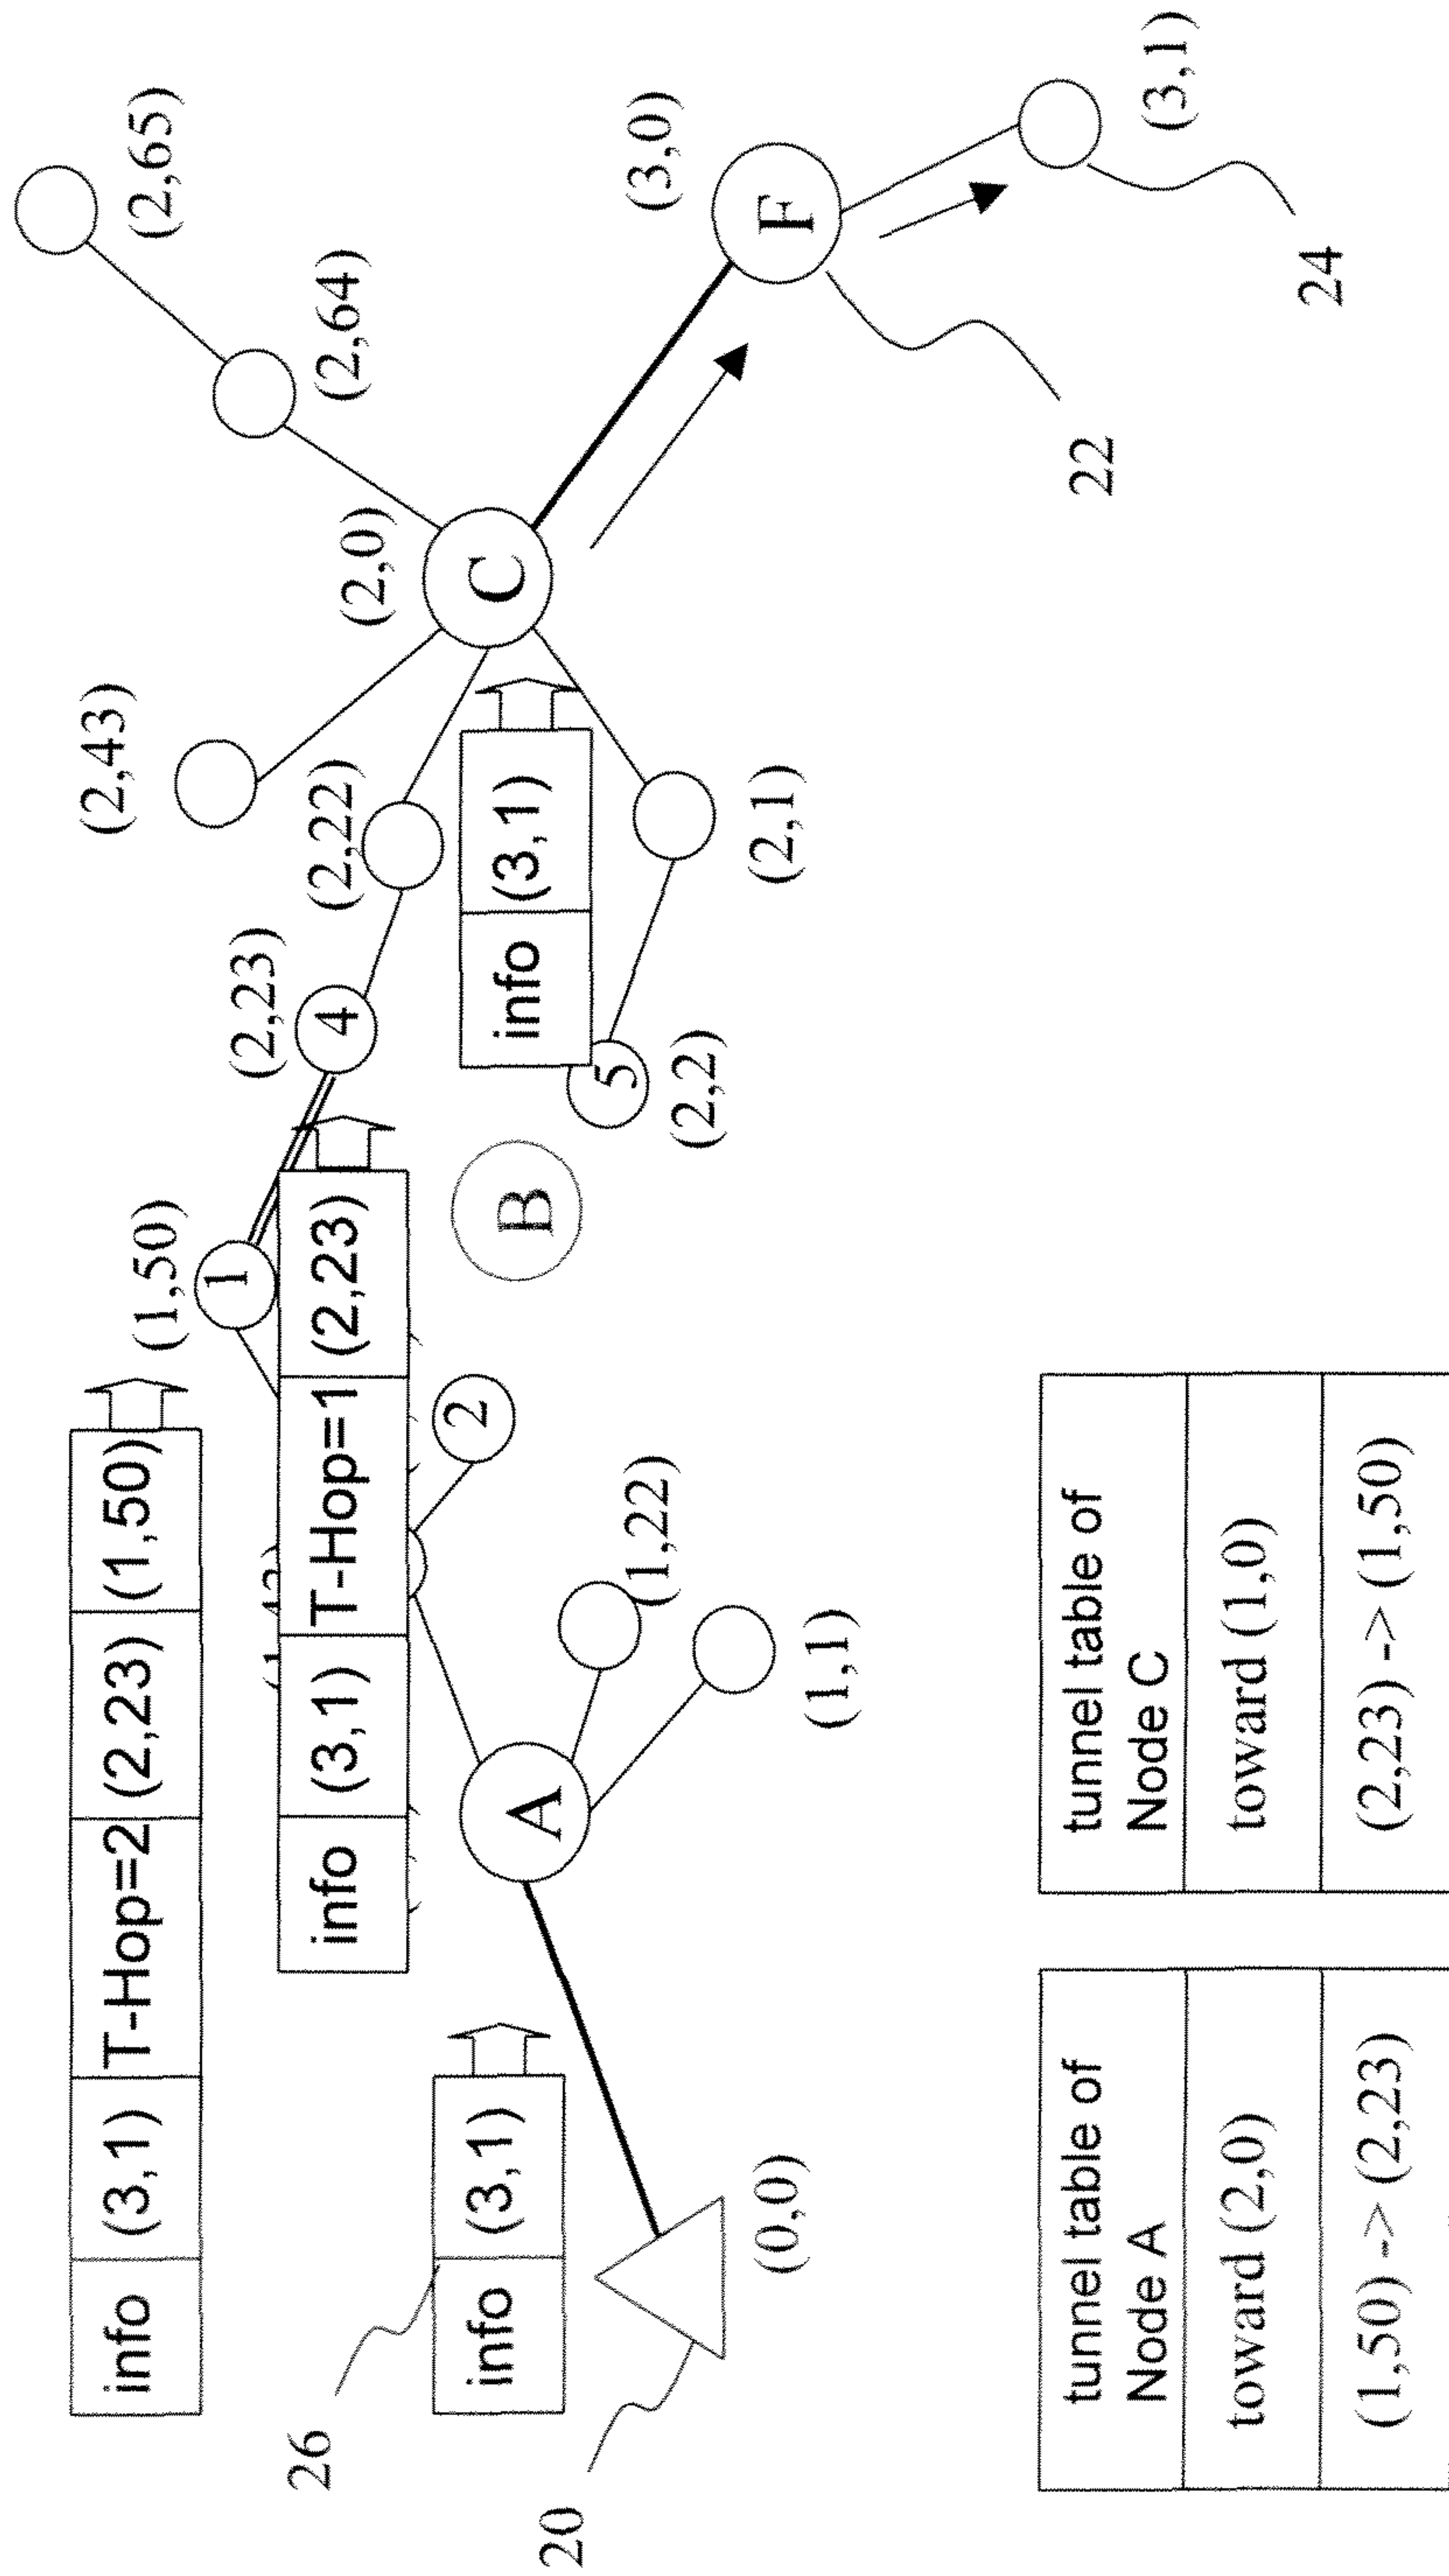 info (3,1) T-Hop=2 (2,23) (1,50)
(1,50)
(2,43)
(2,65)
1
(2,23)
(2,22)
(2,0)
(2,64)
26
info (3,1) T-Hop=1 (2,23)
4
info (3,1)
A
2
B
info (3,1)
C
(3,0)
20
(0,0)
(1,22)
(1,1)
5
(2,2)
(2,1)
F
(3,1)
22
24
tunnel table of
Node A
toward (2,0)
(1,50) -> (2,23)
tunnel table of
Node C
toward (1,0)
(2,23) -> (1,50)